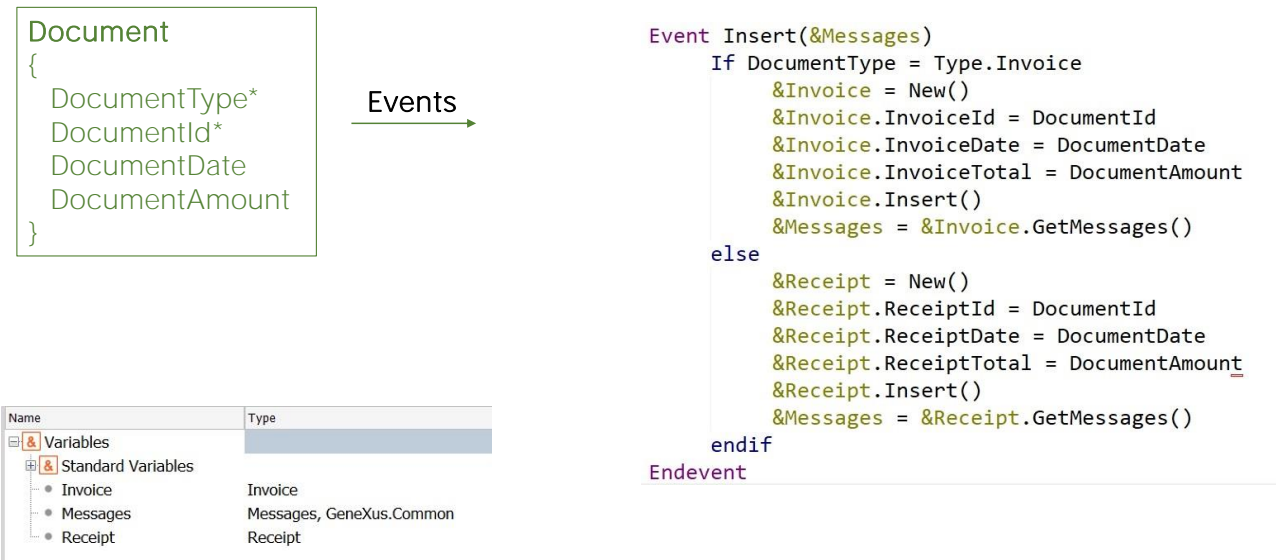 Document
{
DocumentType*
DocumentId*
DocumentDate
DocumentAmount
}
Events
Event Insert(&Messages)
If DocumentType = Type.Invoice
&Invoice = New()
&Invoice.InvoiceId = DocumentId
&Invoice.InvoiceDate = DocumentDate
&Invoice.InvoiceTotal = DocumentAmount
&Invoice.Insert()
&Messages = &Invoice.GetMessages()
else
&Receipt = New()
&Receipt.ReceiptId = DocumentId
&Receipt.ReceiptDate = DocumentDate
&Receipt.ReceiptTotal = DocumentAmount
&Receipt.Insert()
&Messages = &Receipt.GetMessages()
endif
Endevent
Name Type
& Variables
& Standard Variables
Invoice Invoice
Messages Messages, GeneXus.Common
Receipt Receipt